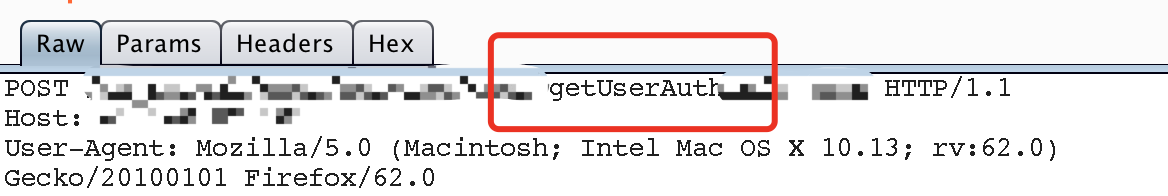 Raw Params Headers Hex
POST getUserAuth HTTP/1.1
Host:
User-Agent: Mozilla/5.0 (Macintosh; Intel Mac OS X 10.13; rv:62.0)
Gecko/20100101 Firefox/62.0